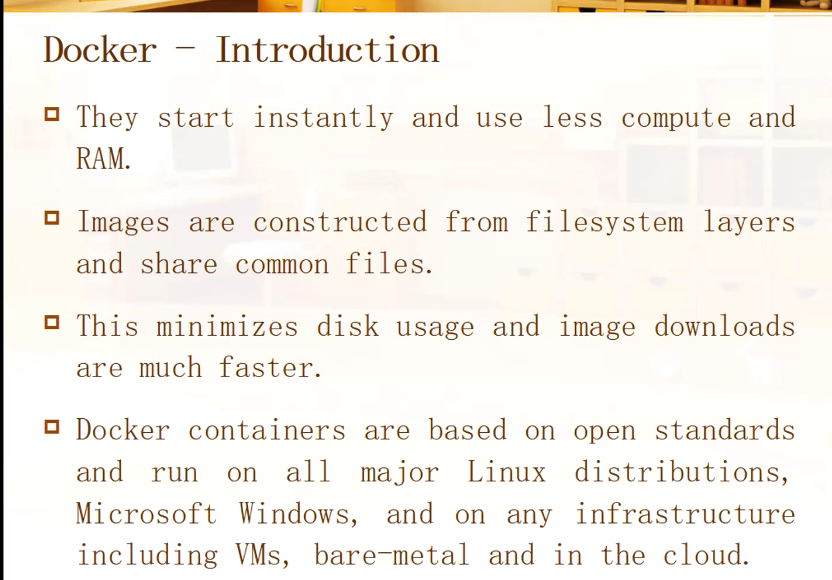 Docker – Introduction
They start instantly and use less compute and
RAM.
Images are constructed from filesystem layers
and share common files.
This minimizes disk usage and image downloads
are much faster.
Docker containers are based on open standards
and run on all major Linux distributions,
Microsoft Windows, and on any infrastructure
including VMs, bare-metal and in the cloud.